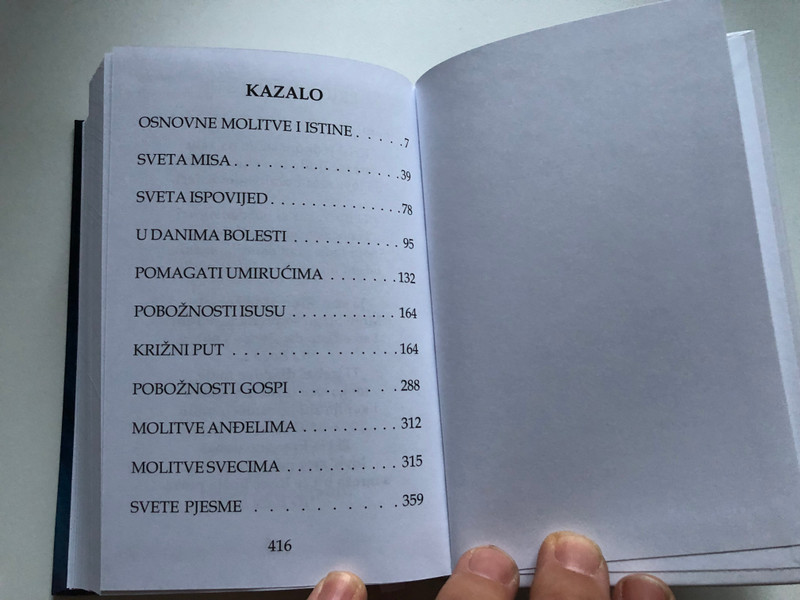 KAZALO
OSNOVNE MOLITVE I ISTINE . . . . . 7
SVETA MISA . . . . . . . . . . . . . . . . 39
SVETA ISPOVIJED . . . . . . . . . . . . . 78
U DANIMA BOLESTI . . . . . . . . . . . 95
POMAGATI UMIRUĆIMA . . . . . . . 132
POBOŽNOSTI ISUSU . . . . . . . . . . . 164
KRIŽNI PUT . . . . . . . . . . . . . . . . . 164
POBOŽNOSTI GOSPI . . . . . . . . . . 288
MOLITVE ANĐELIMA . . . . . . . . . . 312
MOLITVE SVECIMA . . . . . . . . . . . 315
SVETE PJESME . . . . . . . . . . . . . 359
416